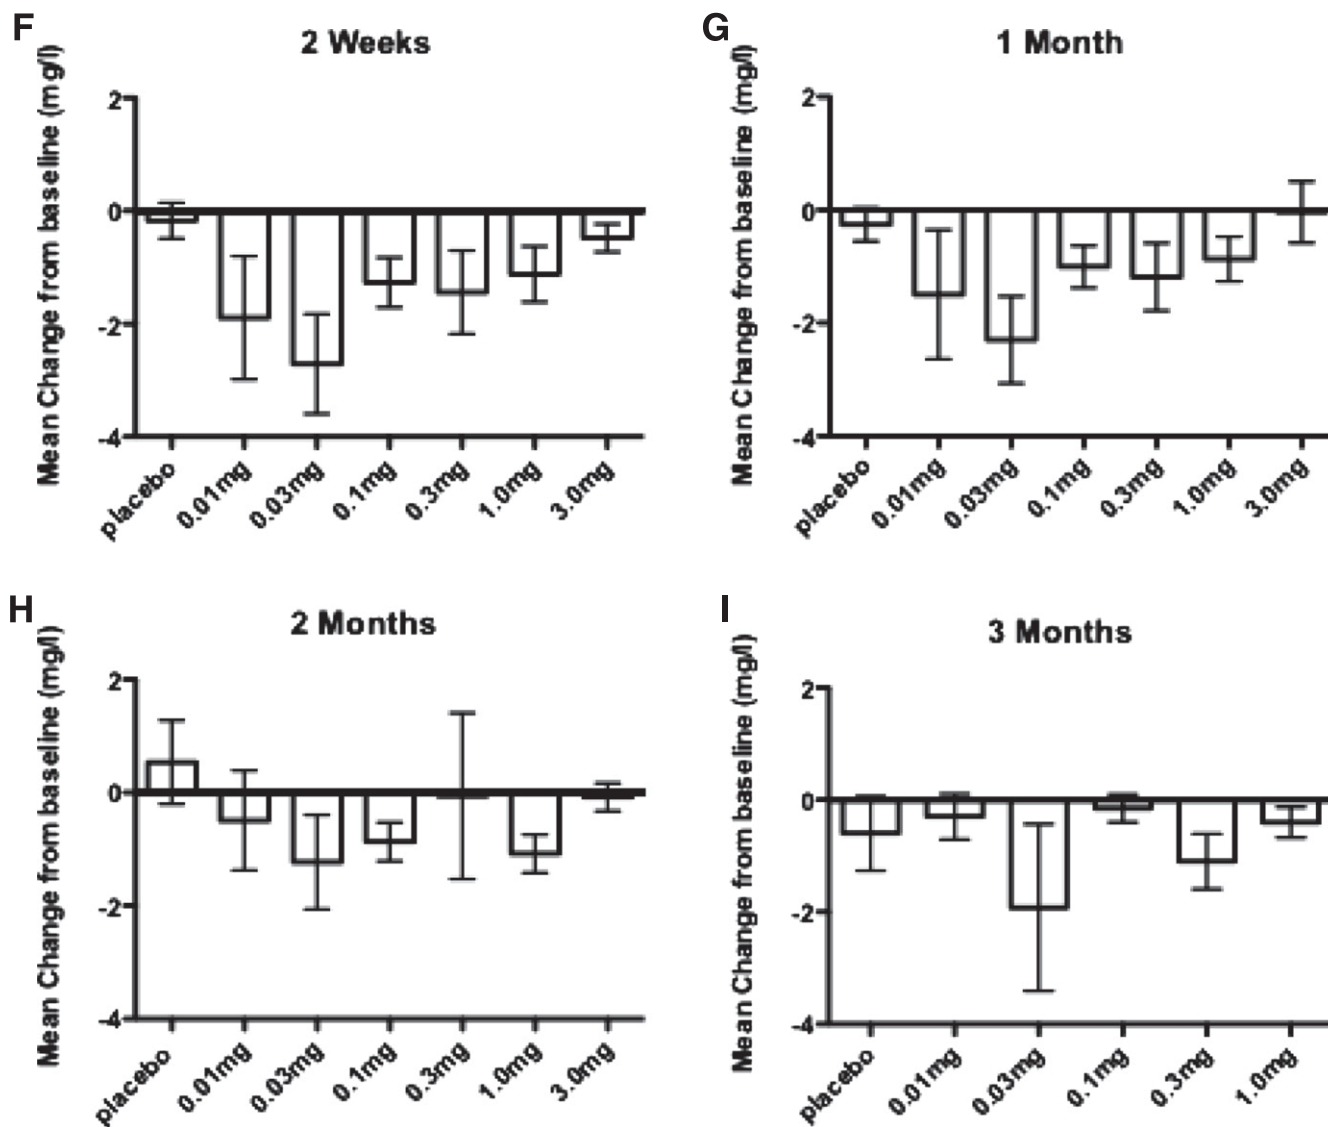 F
2 Weeks
Mean Change from baseline (mg/l)
2
0
-2
-4
placebo
0.01mg
0.03mg
0.1mg
0.3mg
1.0mg
3.0mg
G
1 Month
Mean Change from baseline (mg/l)
2
0
-2
-4
placebo
0.01mg
0.03mg
0.1mg
0.3mg
1.0mg
3.0mg
H
2 Months
Mean Change from baseline (mg/l)
2
0
-2
-4
placebo
0.01mg
0.03mg
0.1mg
0.3mg
1.0mg
3.0mg
I
3 Months
Mean Change from baseline (mg/l)
2
0
-2
-4
placebo
0.01mg
0.03mg
0.1mg
0.3mg
1.0mg